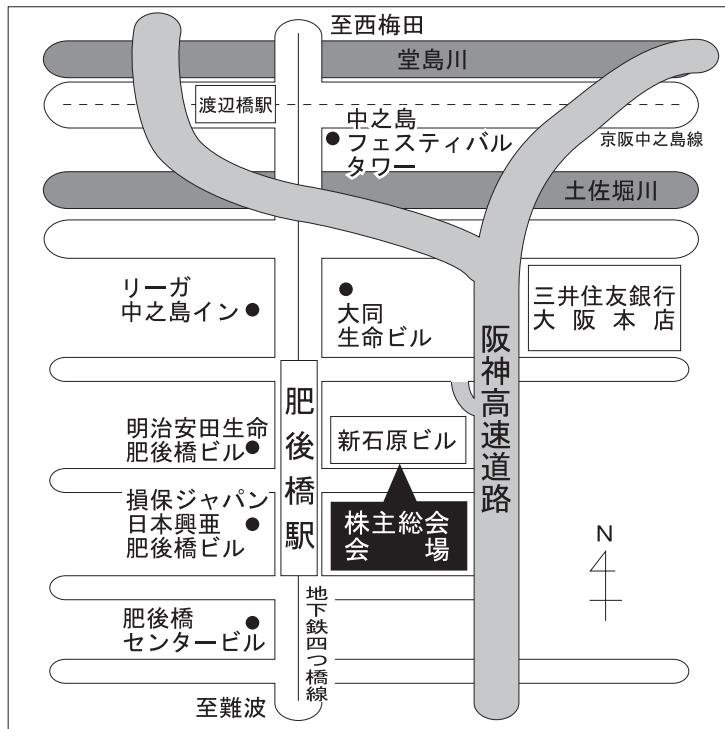 至西梅田
堂島川
渡辺橋駅
中之島
フェスティバル
タワー
京阪中之島線
土佐堀川
リーガ
中之島イン
大同
生命ビル
三井住友銀行
大阪本店
阪神高速道路
肥後橋駅
明治安田生命
肥後橋ビル
新石原ビル
損保ジャパン
日本興亜
肥後橋ビル
株主総会
会場
N
肥後橋
センタービル
地下鉄四つ橋線
至難波